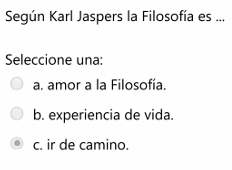 Según Karl Jaspers la Filosofía es ...
Seleccione una:
a. amor a la Filosofía.
b. experiencia de vida.
c. ir de camino.